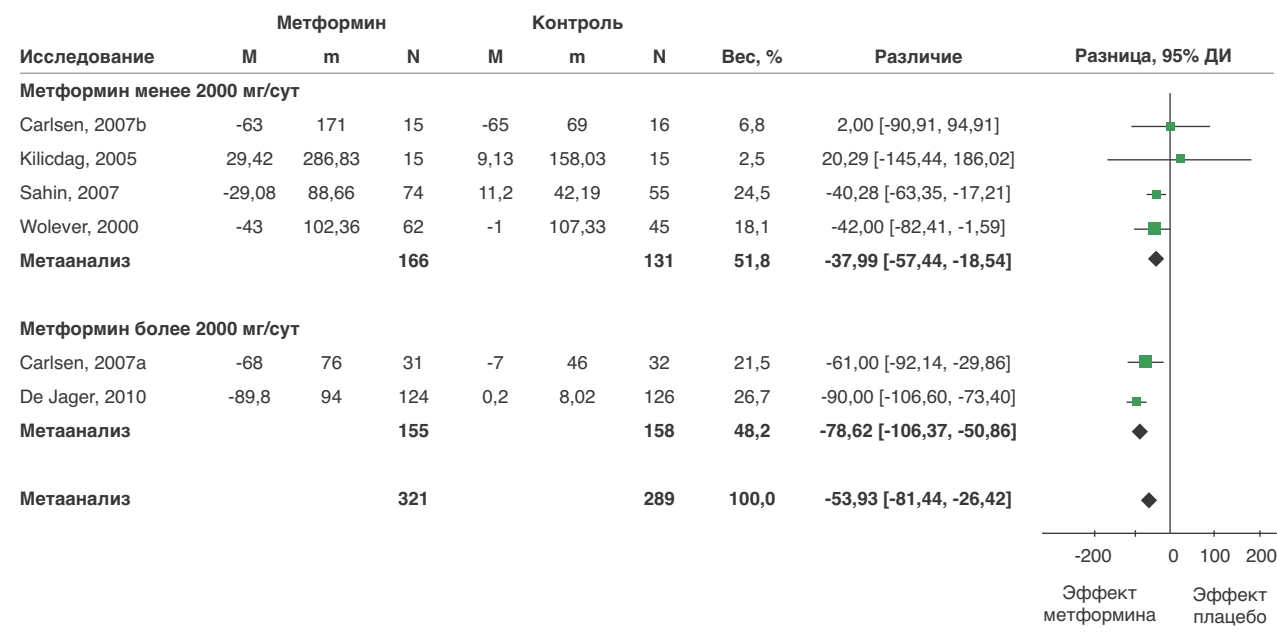 Метформин Контроль
Исследование M m N M m N Вес, % Различие Разница, 95% ДИ
Метформин менее 2000 мг/сут
Carlsen, 2007b -63 171 15 -65 69 16 6,8 2,00 [-90,91, 94,91]
Kilicdag, 2005 29,42 286,83 15 9,13 158,03 15 2,5 20,29 [-145,44, 186,02]
Sahin, 2007 -29,08 88,66 74 11,2 42,19 55 24,5 -40,28 [-63,35, -17,21]
Wolever, 2000 -43 102,36 62 -1 107,33 45 18,1 -42,00 [-82,41, -1,59]
Метаанализ 166 131 51,8 -37,99 [-57,44, -18,54]
Метформин более 2000 мг/сут
Carlsen, 2007a -68 76 31 -7 46 32 21,5 -61,00 [-92,14, -29,86]
De Jager, 2010 -89,8 94 124 0,2 8,02 126 26,7 -90,00 [-106,60, -73,40]
Метаанализ 155 158 48,2 -78,62 [-106,37, -50,86]
Метаанализ 321 289 100,0 -53,93 [-81,44, -26,42]
-200 0 100 200
Эффект Эффект
метформина плацебо